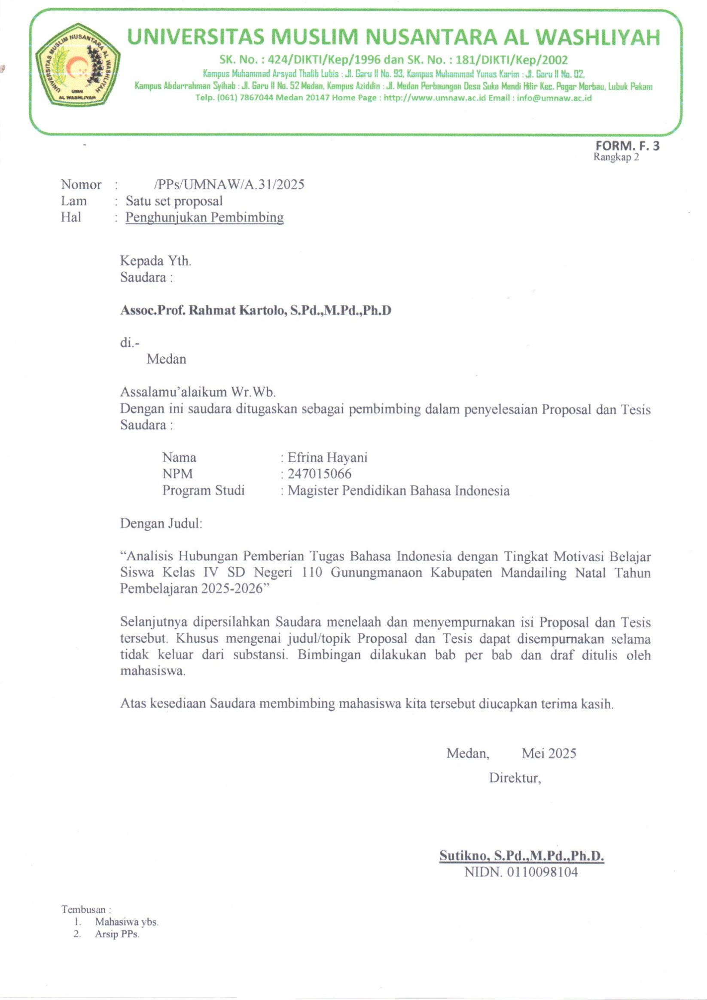 UNIVERSITAS MUSLIM NUSANTARA AL WASHLIYAH
UMN
AL WASHLIYAH
UNIVERSITAS MUSLIM NUSANTARA AL WASHLIYAH
SK. No. : 424/DIKTI/Kep/1996 dan SK. No. : 181/DIKTI/Kep/2002
Kampus Muhammad Arsyad Thalib Lubis : Jl. Garu II No. 93, Kampus Muhammad Yunus Karim : Jl. Garu II No. 02,
Kampus Abdurrahman Syihab : Jl. Garu II No. 52 Medan, Kampus Aziddin : Jl. Medan Perbaungan Desa Suka Mandi Hilir Kec. Pagar Merbau, Lubuk Pakam
Telp. (061) 7867044 Medan 20147 Home Page : http://www.umnaw.ac.id Email : info@umnaw.ac.id
FORM. F. 3
Rangkap 2
Nomor : /PPs/UMNAW/A.31/2025
Lam : Satu set proposal
Hal : Penghunjukan Pembimbing
Kepada Yth.
Saudara :
Assoc.Prof. Rahmat Kartolo, S.Pd.,M.Pd.,Ph.D
di.-
Medan
Assalamu’alaikum Wr.Wb.
Dengan ini saudara ditugaskan sebagai pembimbing dalam penyelesaian Proposal dan Tesis
Saudara :
Nama : Efrina Hayani
NPM : 247015066
Program Studi : Magister Pendidikan Bahasa Indonesia
Dengan Judul:
“Analisis Hubungan Pemberian Tugas Bahasa Indonesia dengan Tingkat Motivasi Belajar
Siswa Kelas IV SD Negeri 110 Gunungmanaon Kabupaten Mandailing Natal Tahun
Pembelajaran 2025-2026”
Selanjutnya dipersilahkan Saudara menelaah dan menyempurnakan isi Proposal dan Tesis
tersebut. Khusus mengenai judul/topik Proposal dan Tesis dapat disempurnakan selama
tidak keluar dari substansi. Bimbingan dilakukan bab per bab dan draf ditulis oleh
mahasiswa.
Atas kesediaan Saudara membimbing mahasiswa kita tersebut diucapkan terima kasih.
Medan, Mei 2025
Direktur,
Sutikno, S.Pd.,M.Pd.,Ph.D.
NIDN. 0110098104
Tembusan :
1. Mahasiwa ybs.
2. Arsip PPs.